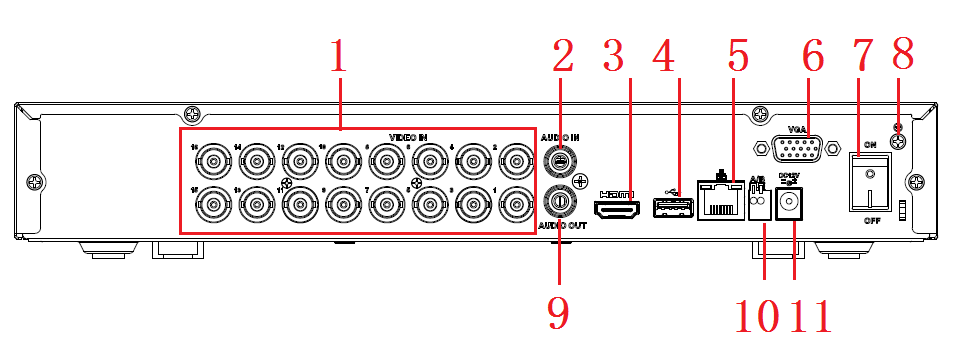 1 2 3 4 5 6 7 8
VIDEO IN AUDIO IN VGA ON
16 14 12 10 8 6 4 2
HDMI A/B DC12V
15 13 11 9 7 5 3 1
AUDIO OUT OFF
9 10 11